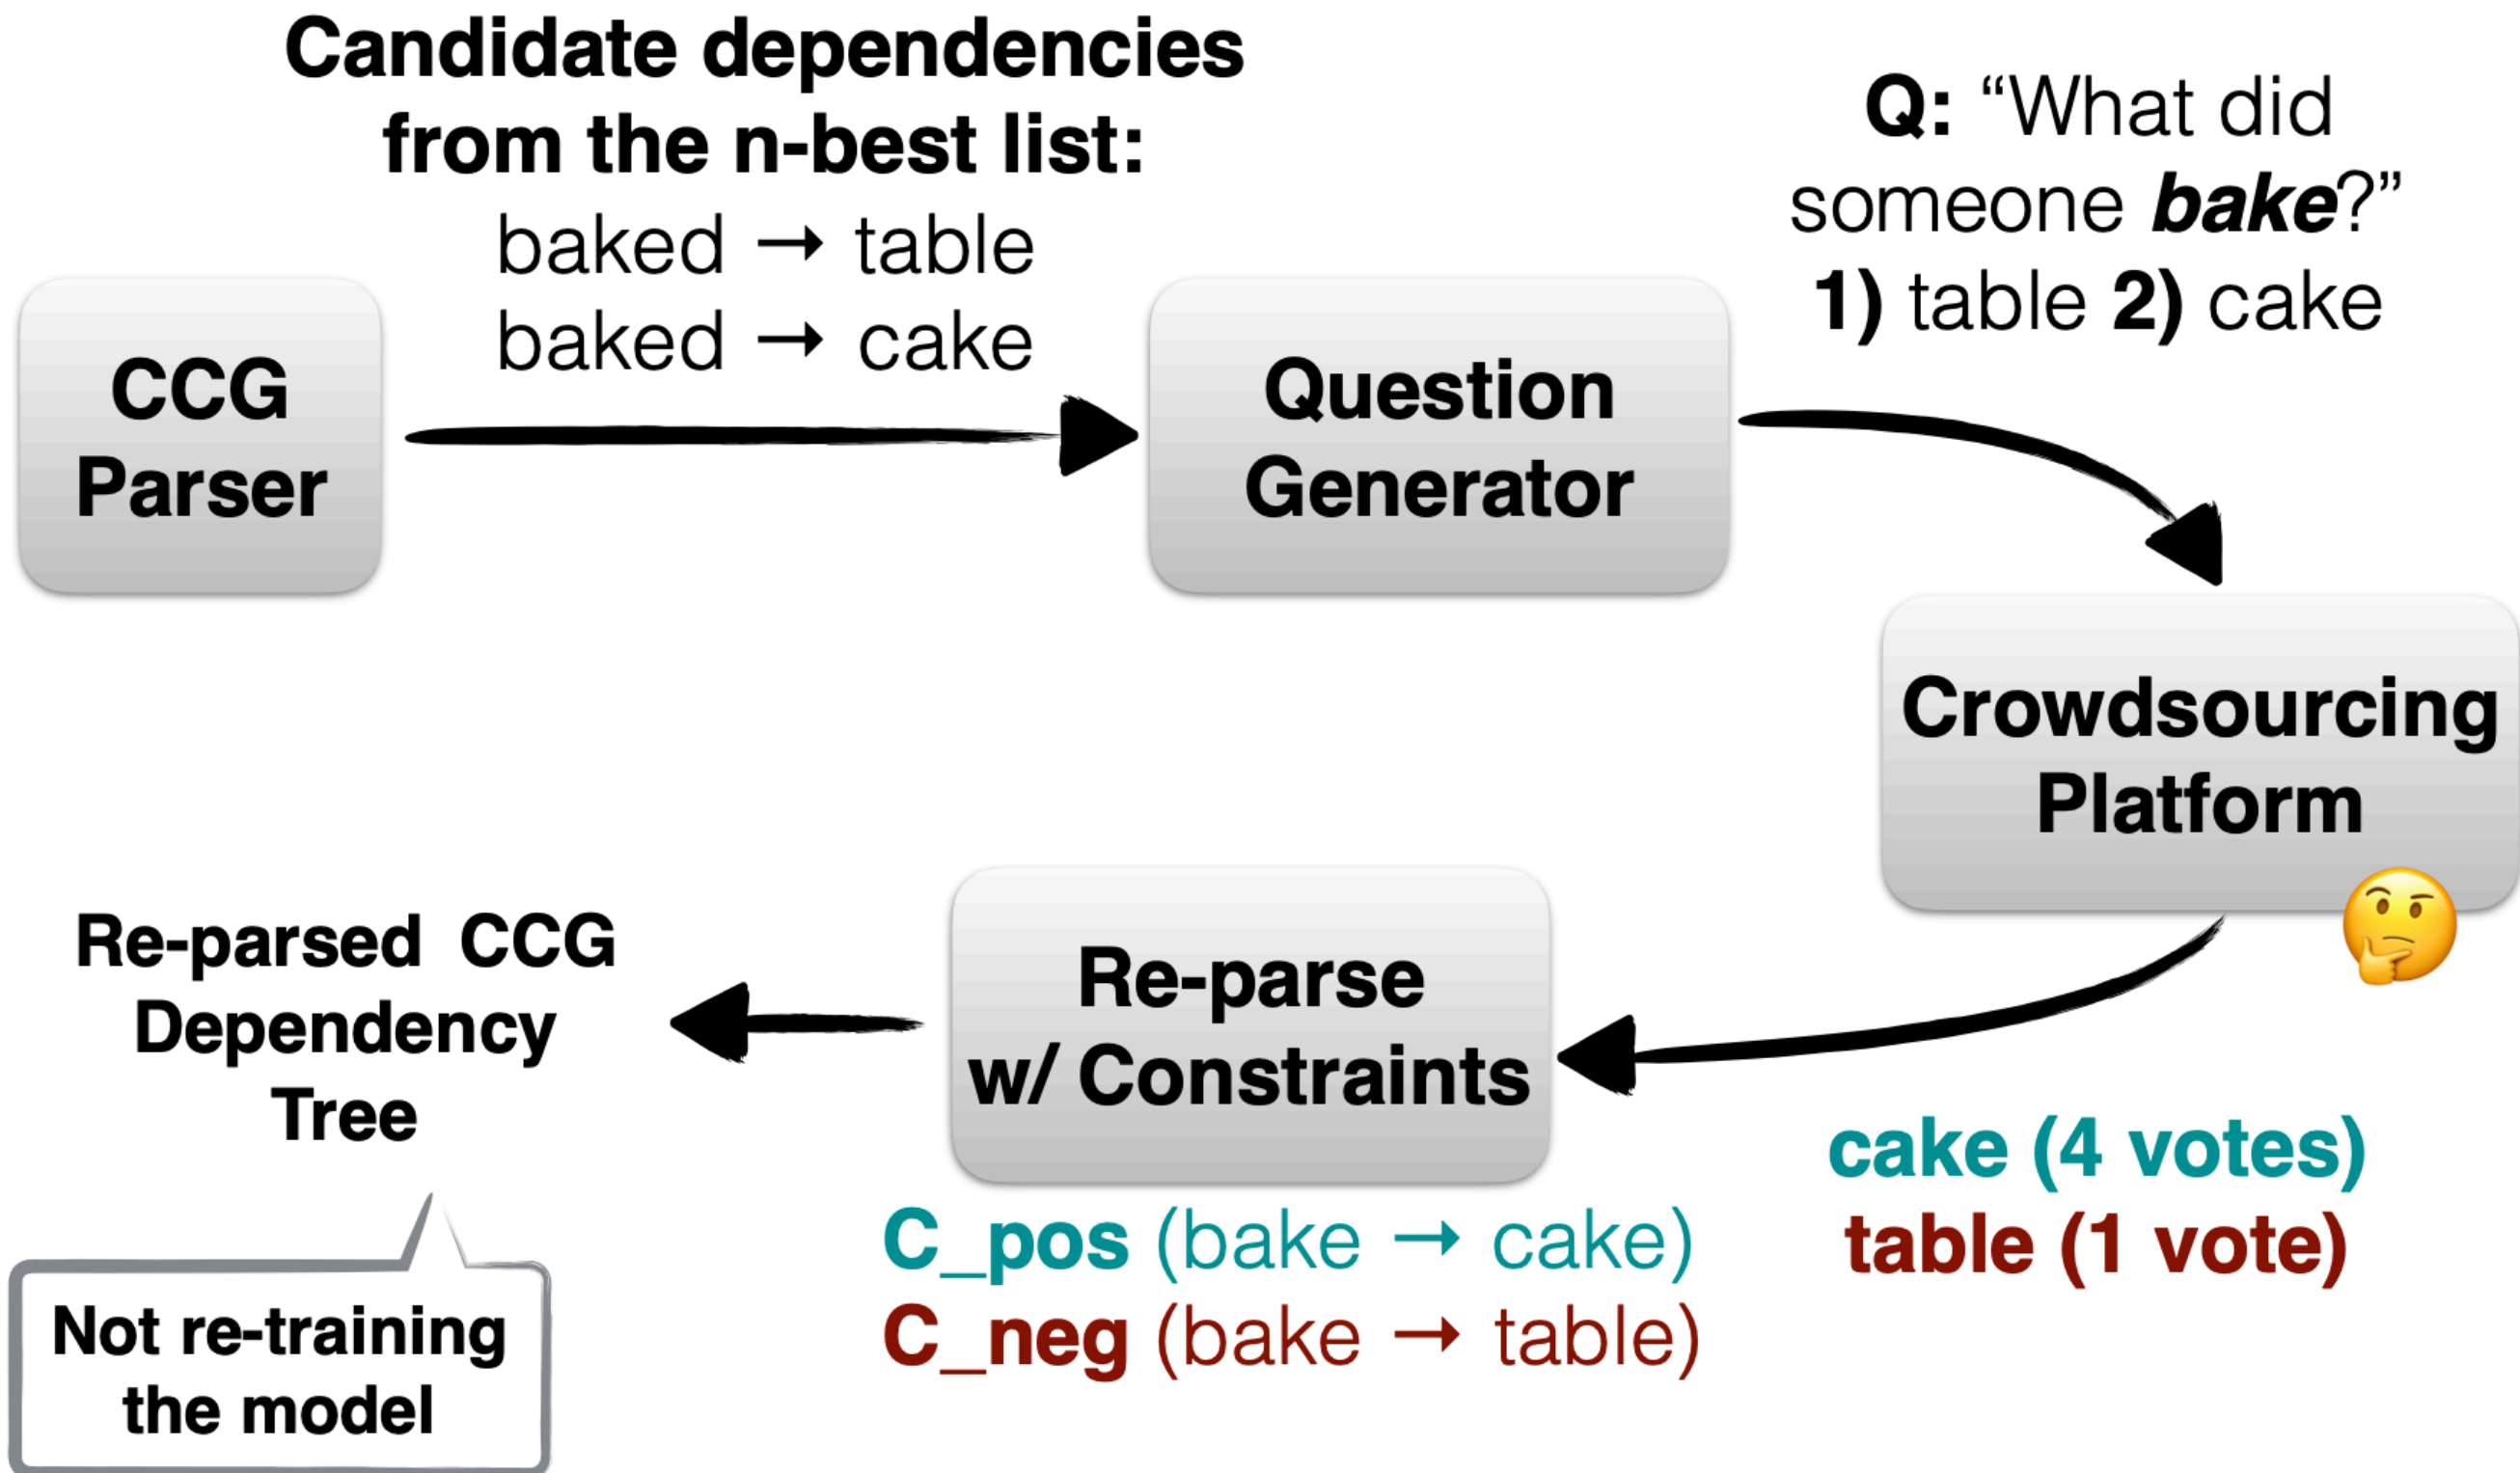 Candidate dependencies
from the n-best list:
baked → table
baked → cake
CCG
Parser
Question
Generator
Q: “What did
someone bake?”
1) table 2) cake
Crowdsourcing
Platform
cake (4 votes)
table (1 vote)
Re-parse
w/ Constraints
C_pos (bake → cake)
C_neg (bake → table)
Re-parsed CCG
Dependency
Tree
Not re-training
the model